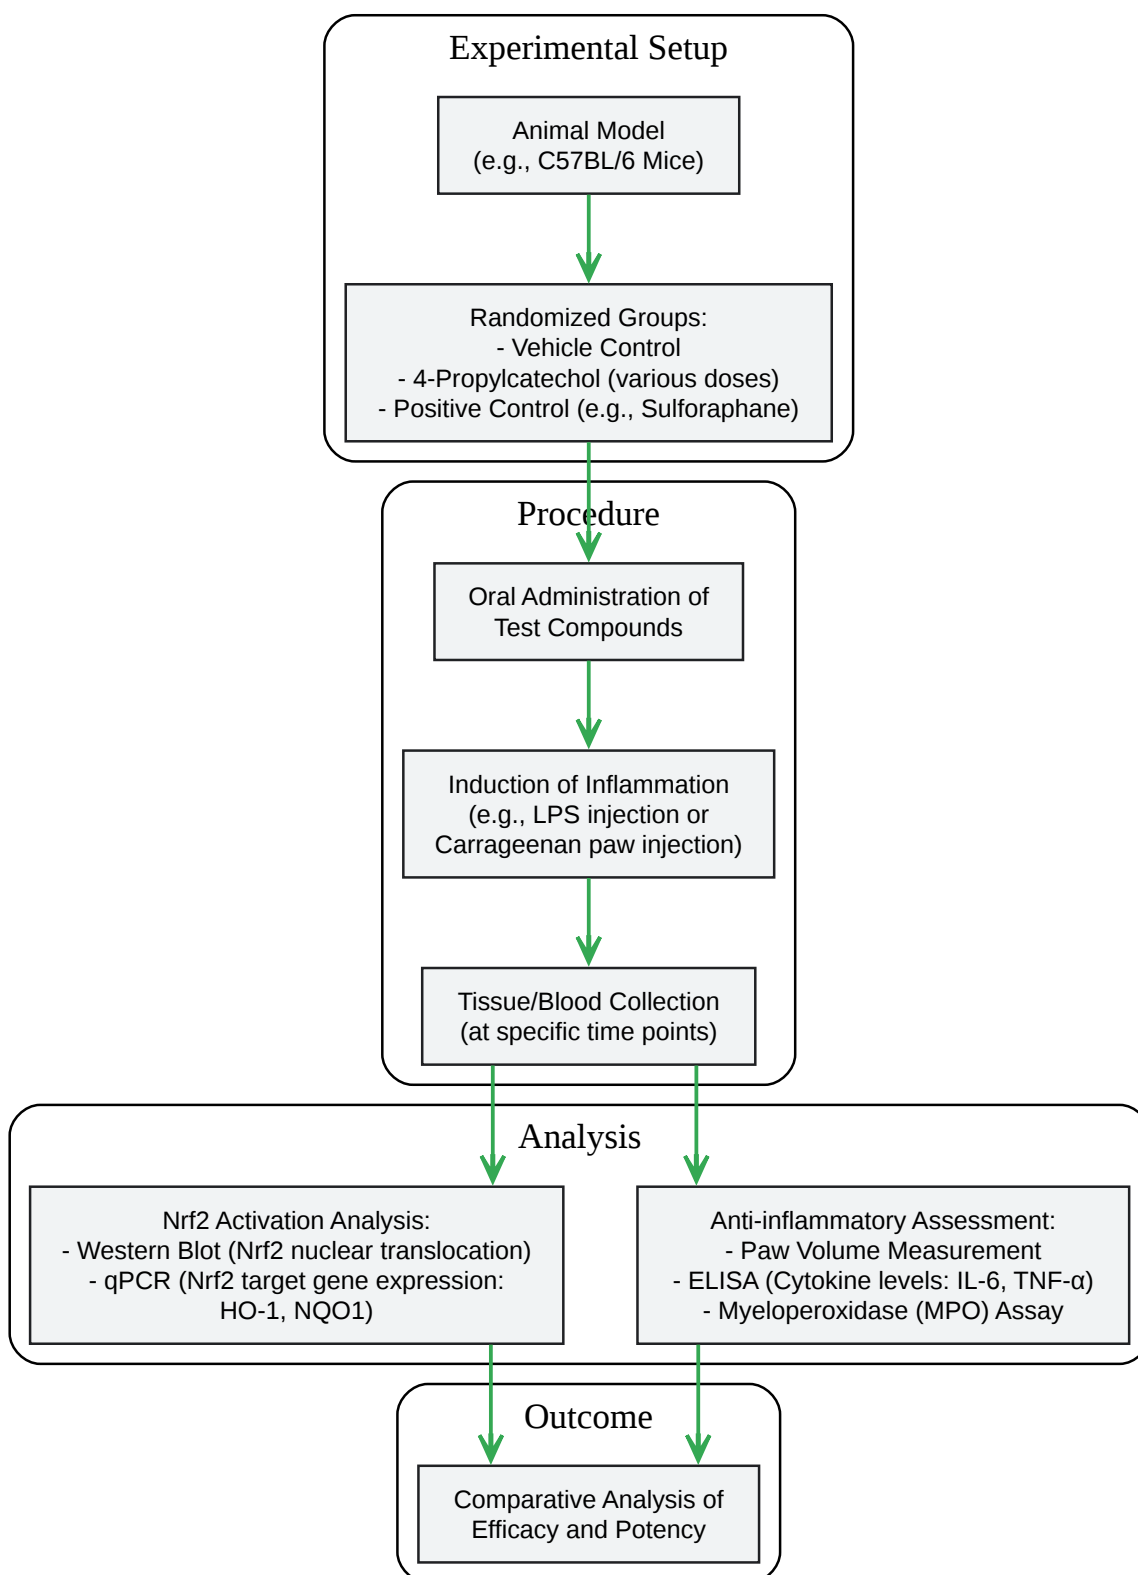 Experimental Setup
Animal Model
(e.g., C57BL/6 Mice)
Randomized Groups:
- Vehicle Control
- 4-Propylcatechol (various doses)
- Positive Control (e.g., Sulforaphane)
Procedure
Oral Administration of
Test Compounds
Induction of Inflammation
(e.g., LPS injection or
Carrageenan paw injection)
Tissue/Blood Collection
(at specific time points)
Analysis
Nrf2 Activation Analysis:
- Western Blot (Nrf2 nuclear translocation)
- qPCR (Nrf2 target gene expression:
HO-1, NQO1)
Anti-inflammatory Assessment:
- Paw Volume Measurement
- ELISA (Cytokine levels: IL-6, TNF-α)
- Myeloperoxidase (MPO) Assay
Outcome
Comparative Analysis of
Efficacy and Potency